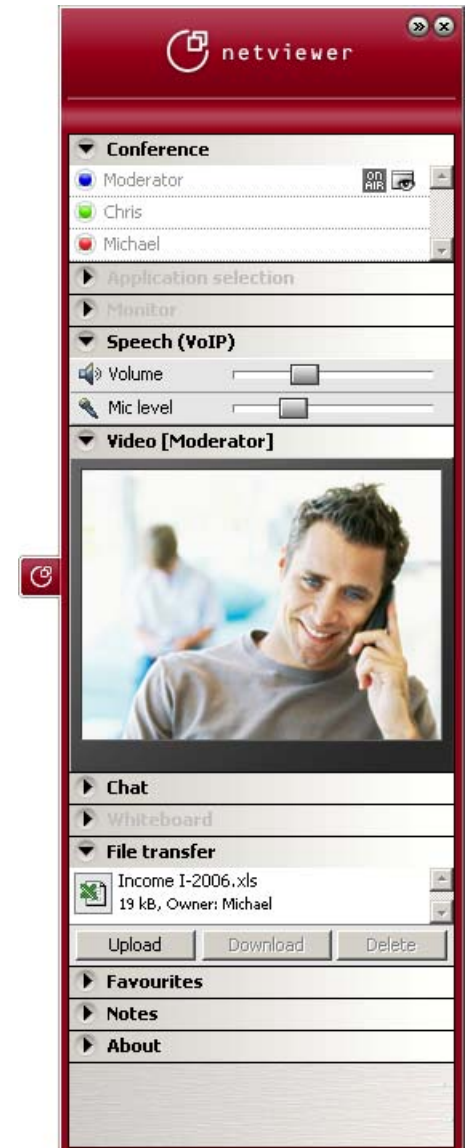 netviewer
Conference
Moderator
ON AIR
Chris
Michael
Application selection
Monitor
Speech (VoIP)
Volume
Mic level
Video [Moderator]
Chat
Whiteboard
File transfer
Income I-2006.xls
19 kB, Owner: Michael
Upload Download Delete
Favourites
Notes
About